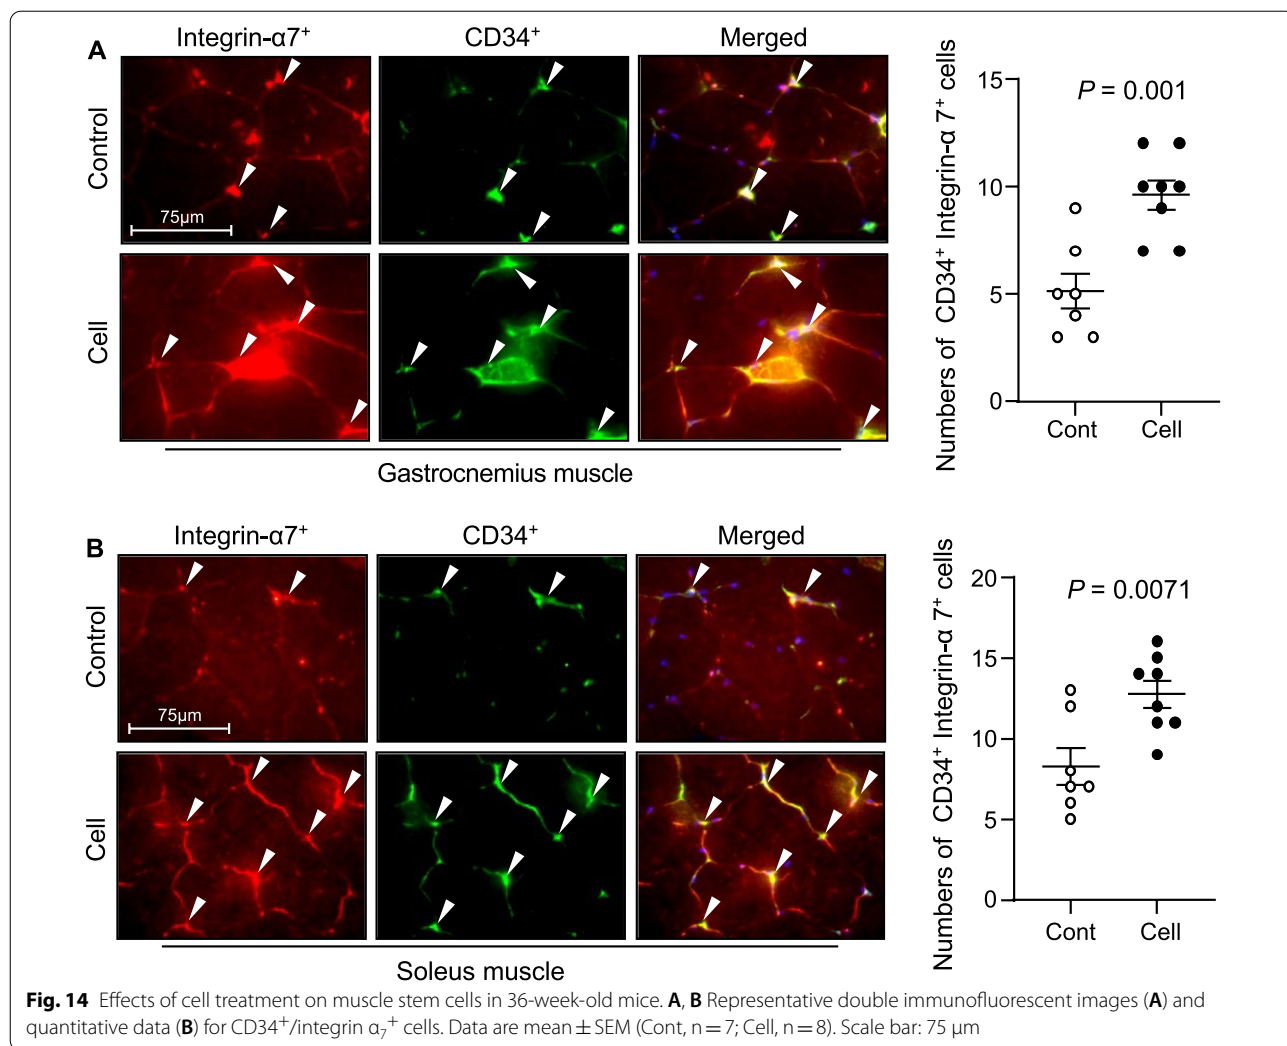 A
Integrin-α7⁺
CD34⁺
Merged
Control
75µm
Cell
Gastrocnemius muscle
Numbers of CD34⁺ Integrin-α 7⁺ cells
15
10
5
0
P = 0.001
Cont
Cell
B
Integrin-α7⁺
CD34⁺
Merged
Control
75µm
Cell
Soleus muscle
Numbers of CD34⁺ Integrin-α 7⁺ cells
20
15
10
5
0
P = 0.0071
Cont
Cell
Fig. 14 Effects of cell treatment on muscle stem cells in 36-week-old mice. A, B Representative double immunofluorescent images (A) and
quantitative data (B) for CD34⁺/integrin α₇⁺ cells. Data are mean ± SEM (Cont, n = 7; Cell, n = 8). Scale bar: 75 µm